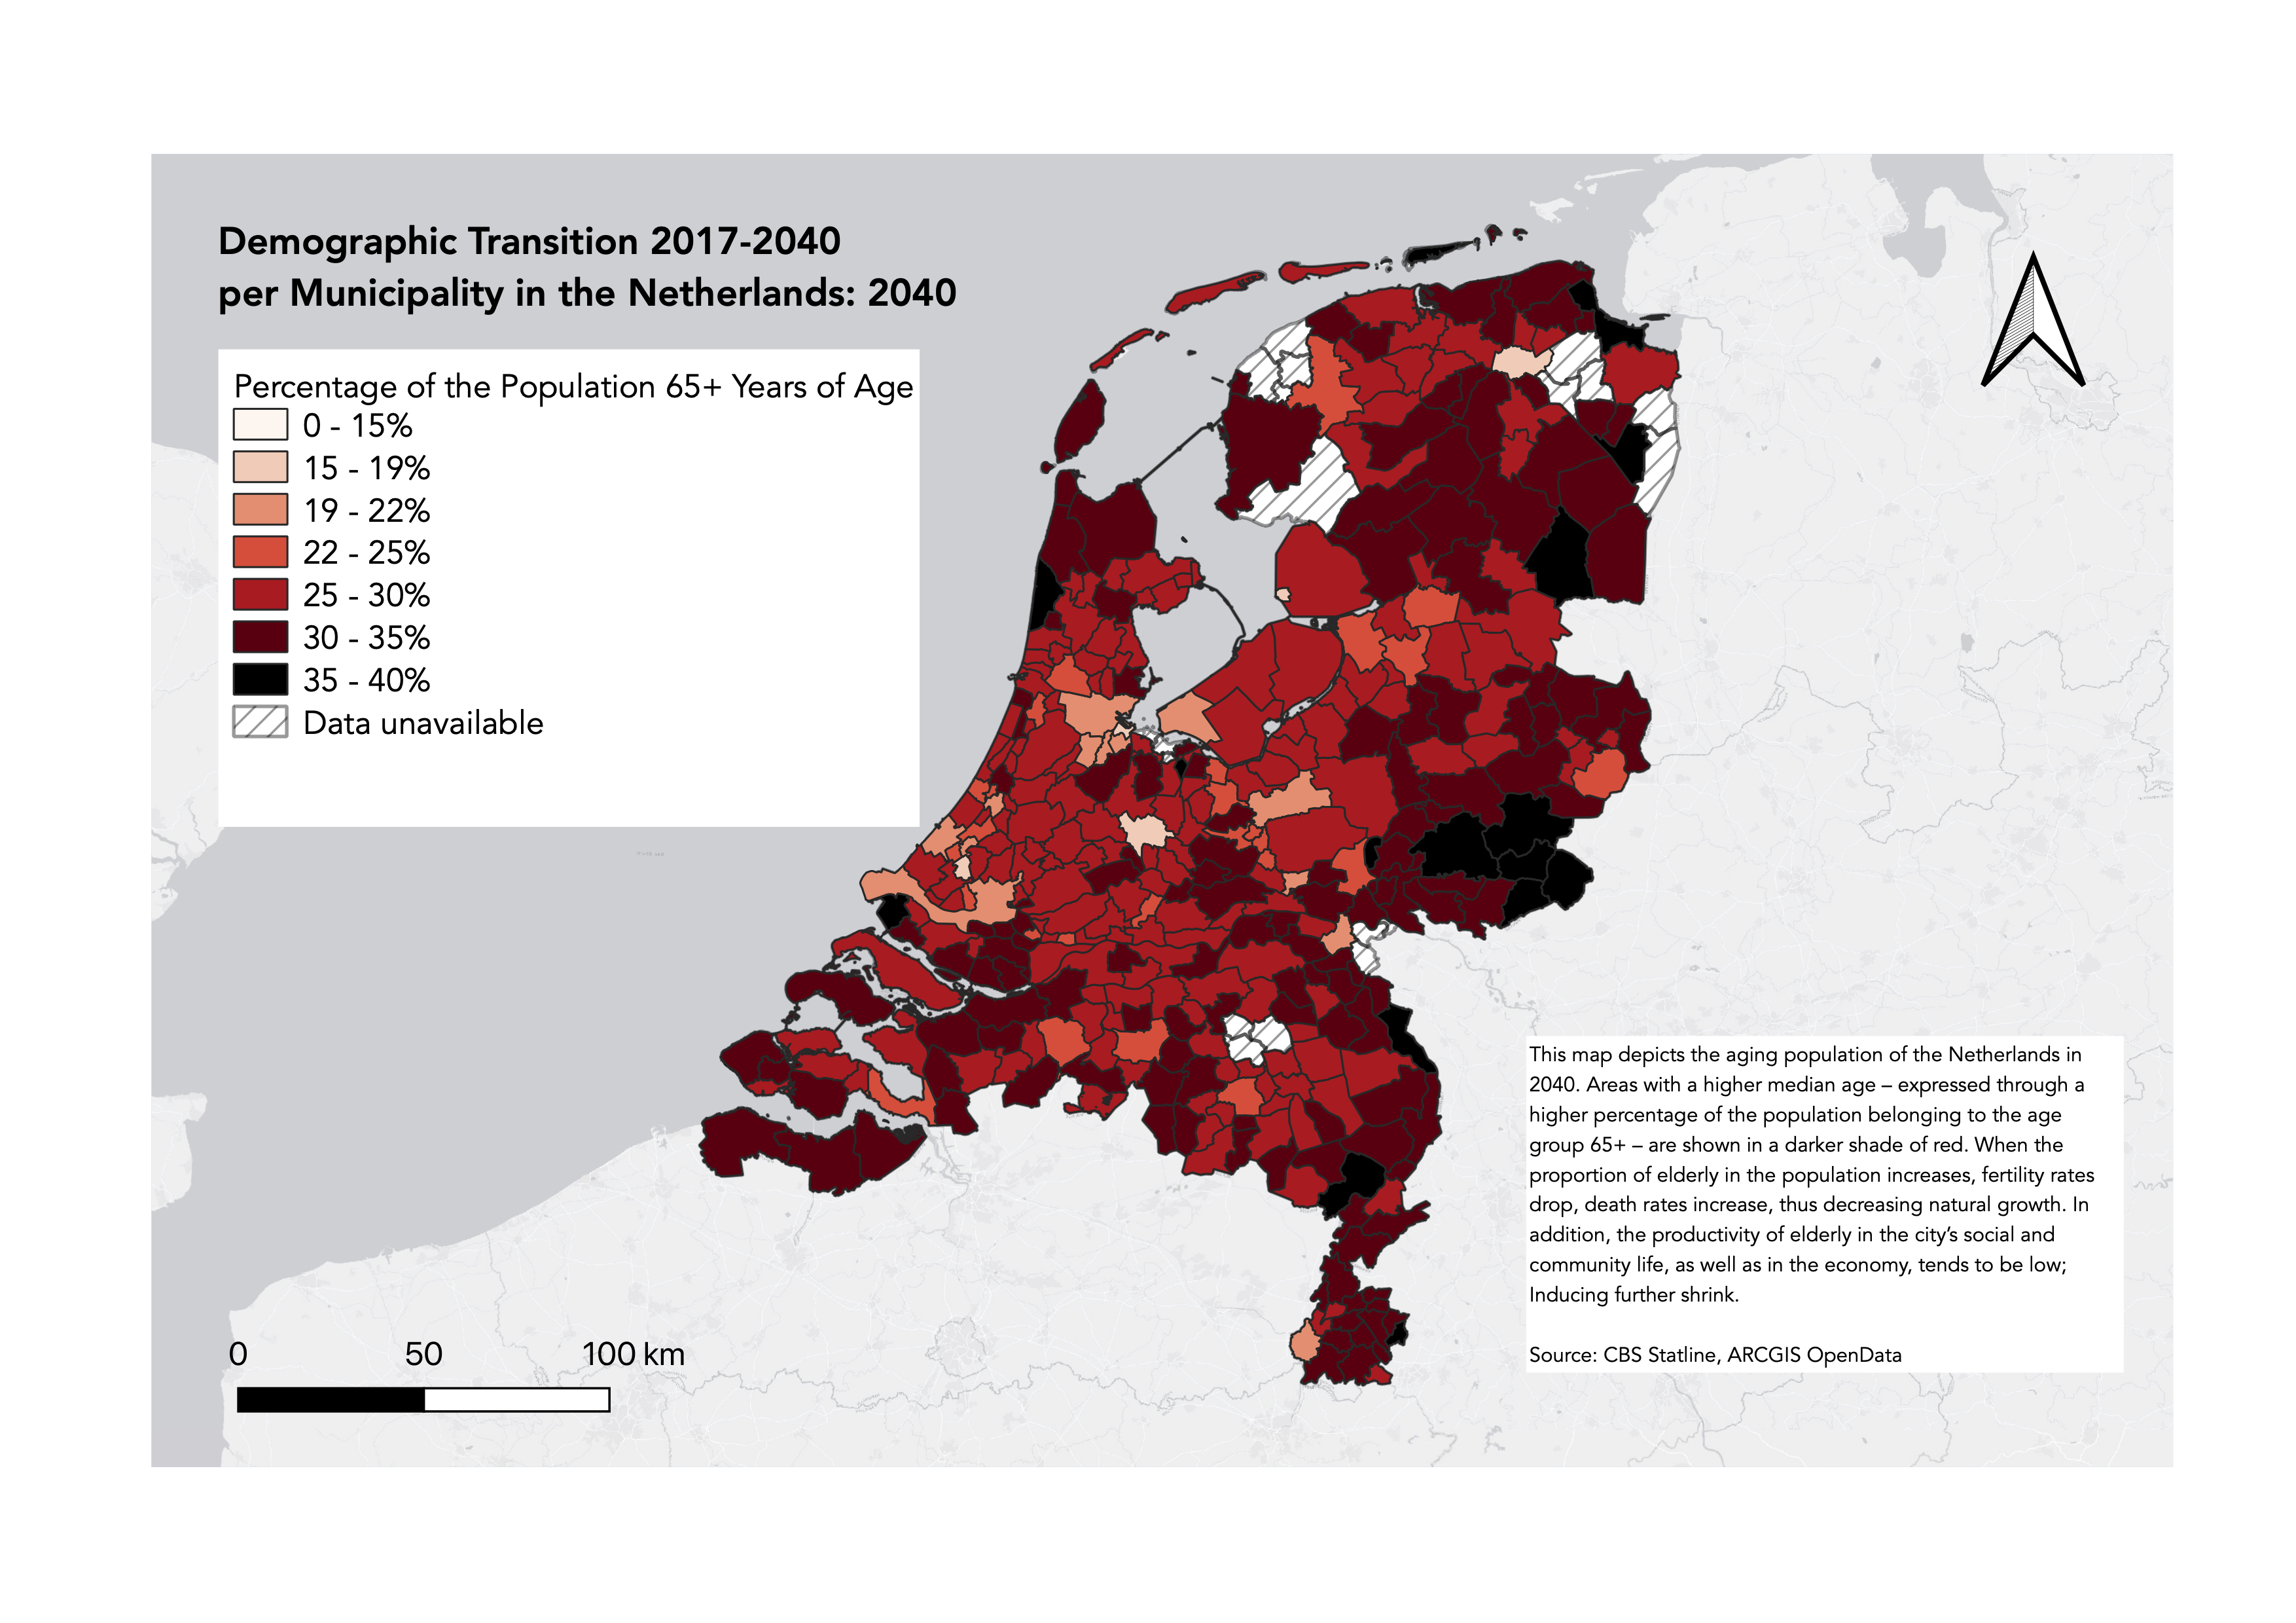 Demographic Transition 2017-2040
per Municipality in the Netherlands: 2040
Percentage of the Population 65+ Years of Age
0 - 15%
15 - 19%
19 - 22%
22 - 25%
25 - 30%
30 - 35%
35 - 40%
Data unavailable
This map depicts the aging population of the Netherlands in
2040. Areas with a higher median age – expressed through a
higher percentage of the population belonging to the age
group 65+ – are shown in a darker shade of red. When the
proportion of elderly in the population increases, fertility rates
drop, death rates increase, thus decreasing natural growth. In
addition, the productivity of elderly in the city’s social and
community life, as well as in the economy, tends to be low;
Inducing further shrink.
Source: CBS Statline, ARCGIS OpenData
0 50 100 km